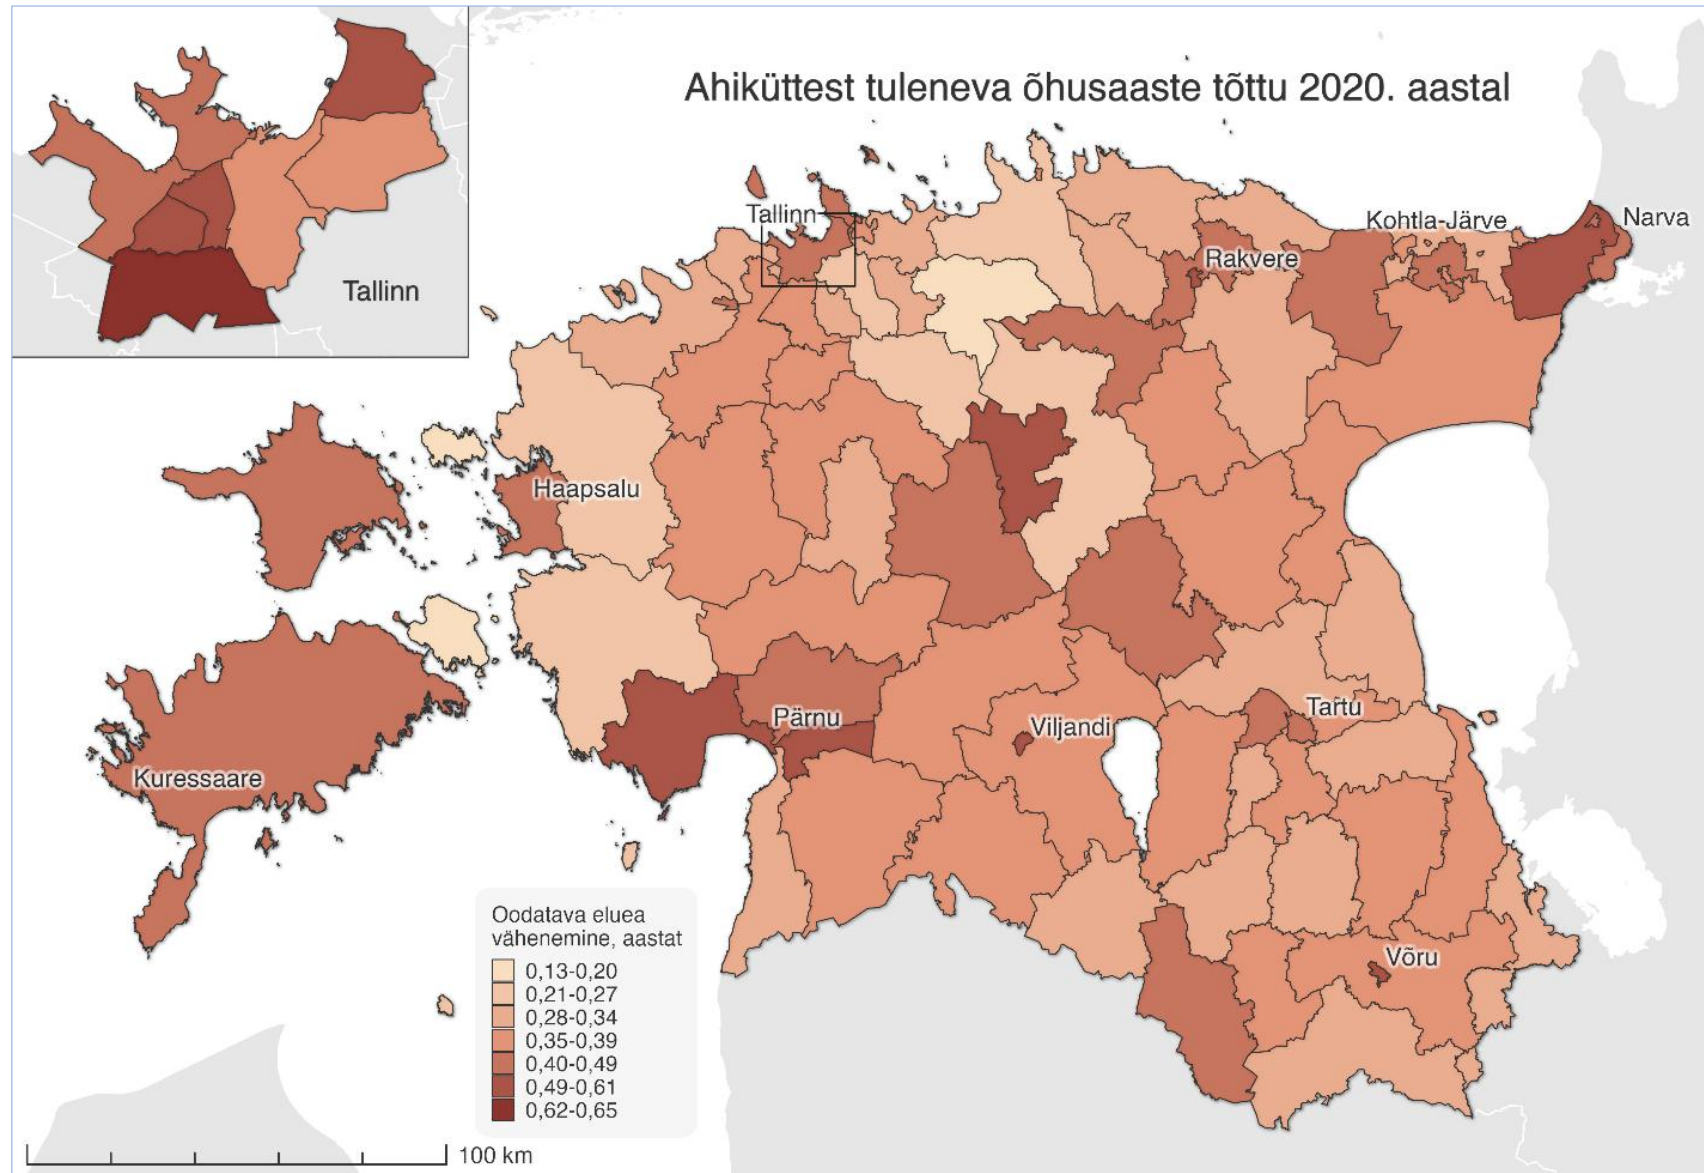 Ahiküttest tuleneva õhusaaste tõttu 2020. aastal
Tallinn
Tallinn
Kohtla-Järve
Narva
Rakvere
Haapsalu
Pärnu
Viljandi
Tartu
Kuressaare
Võru
Oodatava eluea
vähenemine, aastat
0,13-0,20
0,21-0,27
0,28-0,34
0,35-0,39
0,40-0,49
0,49-0,61
0,62-0,65
100 km